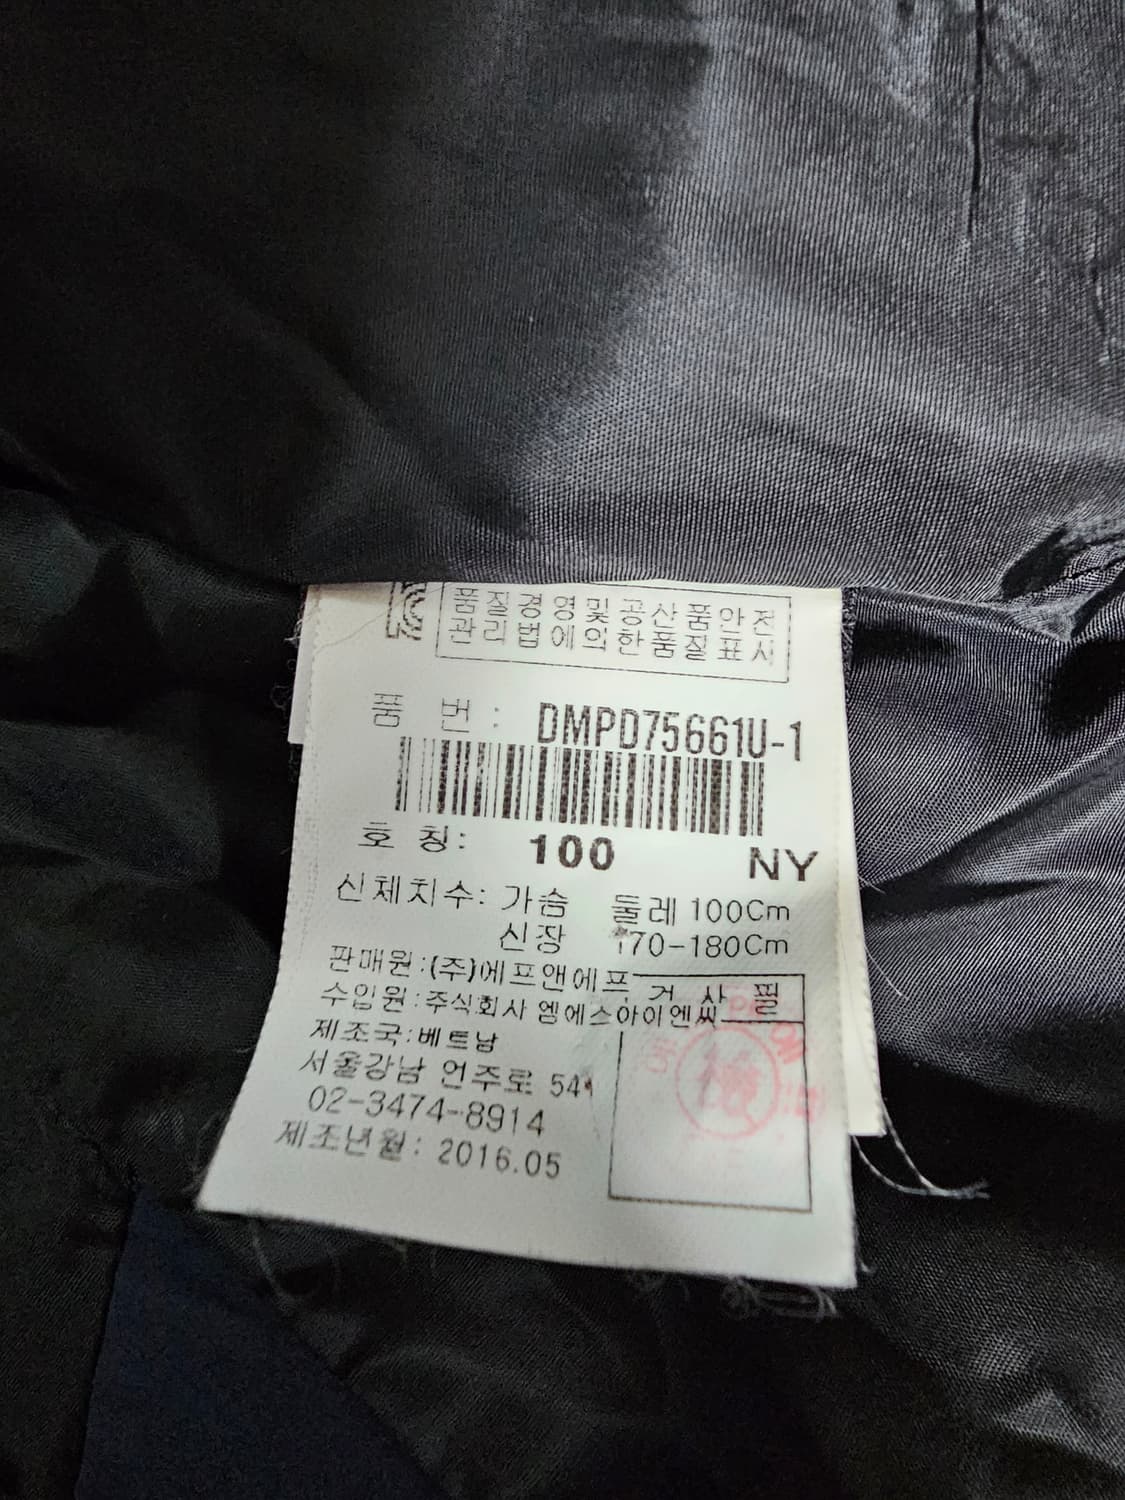 품질경영및공산품안전
관리법에의한품질표시
품 번 : DMPD75661U-1
호 칭: 100 NY
신체치수: 가슴 둘레 100Cm
신장 170-180Cm
판매원:(주)에프앤에프
검 사 필
수입원:주식회사 엠에스아이엔씨
제조국:베트남
서울강남 언주로 541
02-3474-8914
제조년월: 2016.05